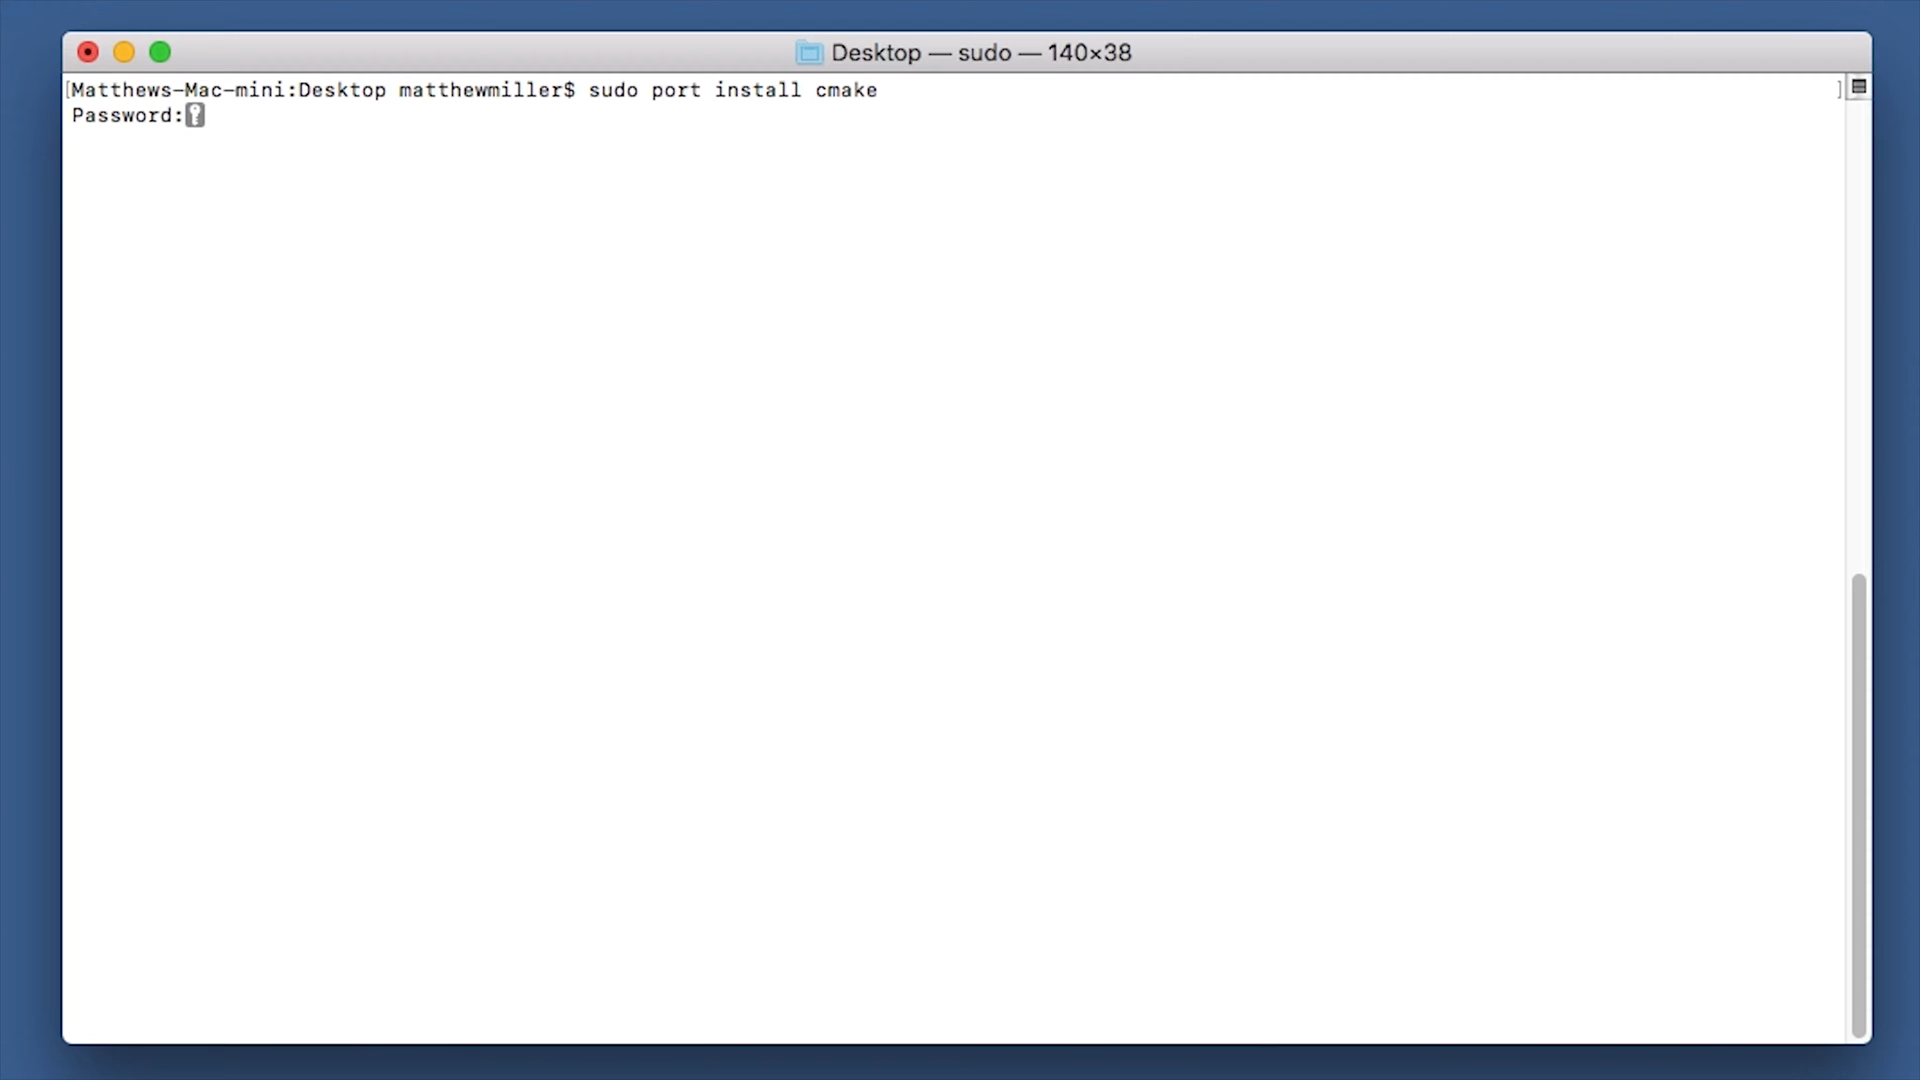 Desktop — sudo — 140×38
[Matthews-Mac-mini:Desktop matthewmiller$ sudo port install cmake ]
Password: